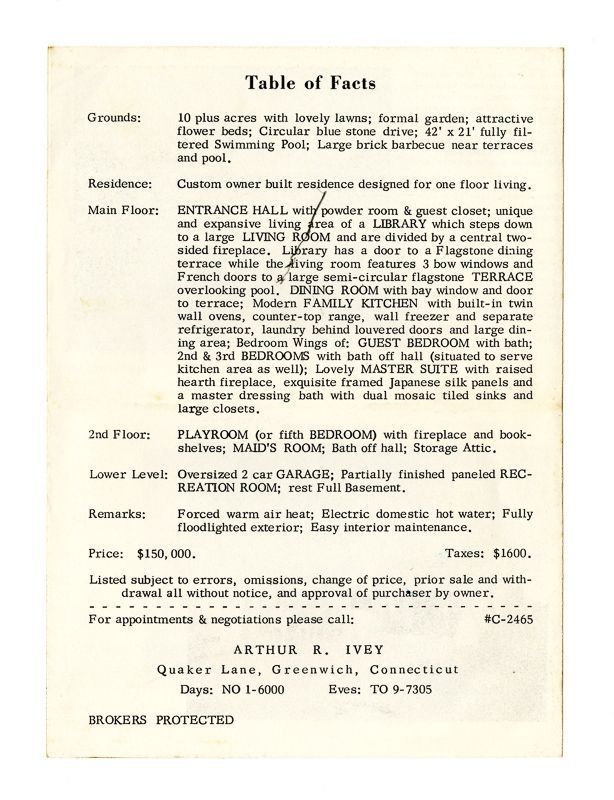 Table of Facts
Grounds: 10 plus acres with lovely lawns; formal garden; attractive
flower beds; Circular blue stone drive; 42' x 21' fully fil-
tered Swimming Pool; Large brick barbecue near terraces
and pool.
Residence: Custom owner built residence designed for one floor living.
Main Floor: ENTRANCE HALL with powder room & guest closet; unique
and expansive living area of a LIBRARY which steps down
to a large LIVING ROOM and are divided by a central two-
sided fireplace. Library has a door to a Flagstone dining
terrace while the living room features 3 bow windows and
French doors to a large semi-circular flagstone TERRACE
overlooking pool. DINING ROOM with bay window and door
to terrace; Modern FAMILY KITCHEN with built-in twin
wall ovens, counter-top range, wall freezer and separate
refrigerator, laundry behind louvered doors and large din-
ing area; Bedroom Wings of: GUEST BEDROOM with bath;
2nd & 3rd BEDROOMS with bath off hall (situated to serve
kitchen area as well); Lovely MASTER SUITE with raised
hearth fireplace, exquisite framed Japanese silk panels and
a master dressing bath with dual mosaic tiled sinks and
large closets.
2nd Floor: PLAYROOM (or fifth BEDROOM) with fireplace and book-
shelves; MAID'S ROOM; Bath off hall; Storage Attic.
Lower Level: Oversized 2 car GARAGE; Partially finished paneled REC-
REATION ROOM; rest Full Basement.
Remarks: Forced warm air heat; Electric domestic hot water; Fully
floodlighted exterior; Easy interior maintenance.
Price: $150,000. Taxes: $1600.
Listed subject to errors, omissions, change of price, prior sale and with-
drawal all without notice, and approval of purchaser by owner.
For appointments & negotiations please call: #C-2465
ARTHUR R. IVEY
Quaker Lane, Greenwich, Connecticut
Days: NO 1-6000 Eves: TO 9-7305
BROKERS PROTECTED